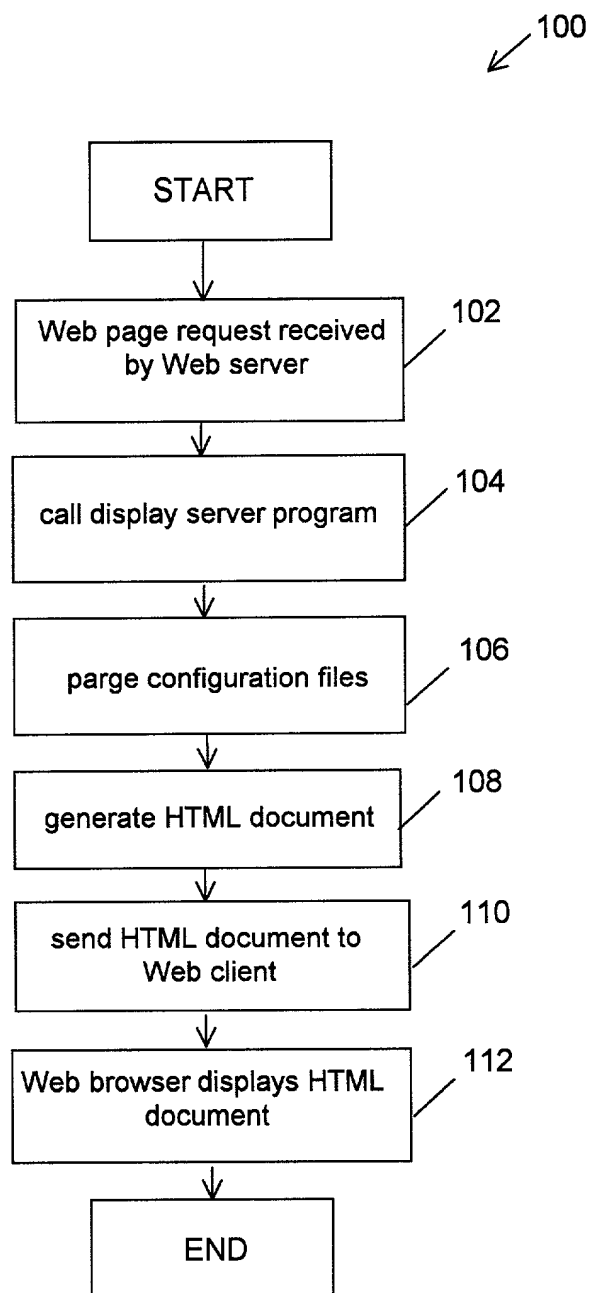 100
START
Web page request received
by Web server
102
call display server program
104
parge configuration files
106
generate HTML document
108
send HTML document to
Web client
110
Web browser displays HTML
document
112
END